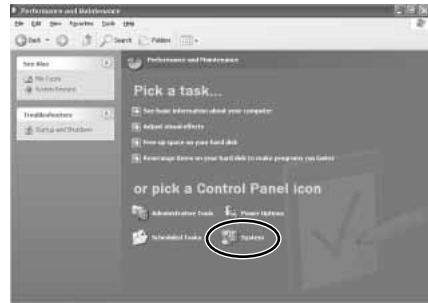 Performance and Maintenance
File Edit View Favorites Tools Help
Back Search Folders
See Also
File Types
System Restore
Troubleshooters
Startup and Shutdown
Performance and Maintenance
Pick a task...
See basic information about your computer
Adjust visual effects
Free up space on your hard disk
Rearrange items on your hard disk to make programs run faster
or pick a Control Panel icon
Administrative Tools
Power Options
Scheduled Tasks
System